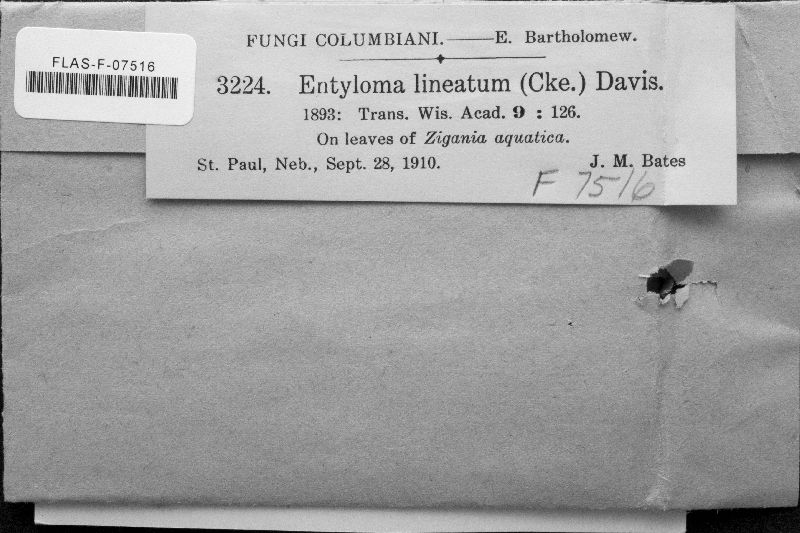 FLAS-F-07516
FUNGI COLUMBIANI.——E. Bartholomew.
3224. Entyloma lineatum (Cke.) Davis.
1893: Trans. Wis. Acad. 9 : 126.
On leaves of Zigania aquatica.
St. Paul, Neb., Sept. 28, 1910. J. M. Bates
F 7516